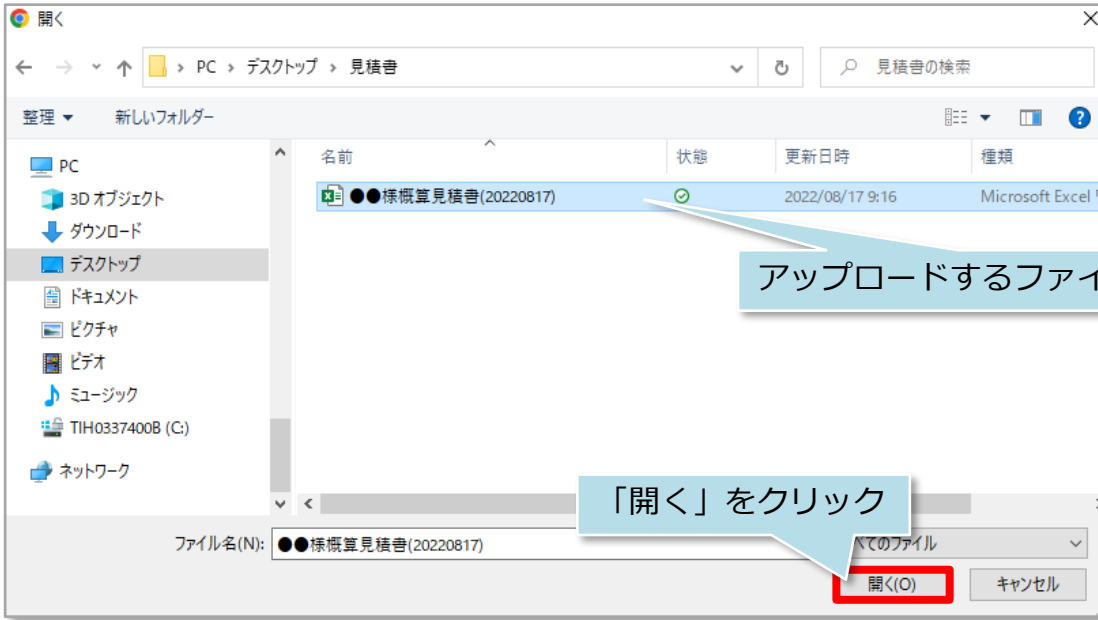 開く
PC › デスクトップ › 見積書
見積書の検索
整理
新しいフォルダー
名前 状態 更新日時 種類
PC
3D オブジェクト
ダウンロード
デスクトップ
ドキュメント
ピクチャ
ビデオ
ミュージック
TIH0337400B (C:)
ネットワーク
●●様概算見積書(20220817) 2022/08/17 9:16 Microsoft Excel
アップロードするファイ
「開く」をクリック
ファイル名(N): ●●様概算見積書(20220817)
てのファイル
開く(O)
キャンセル